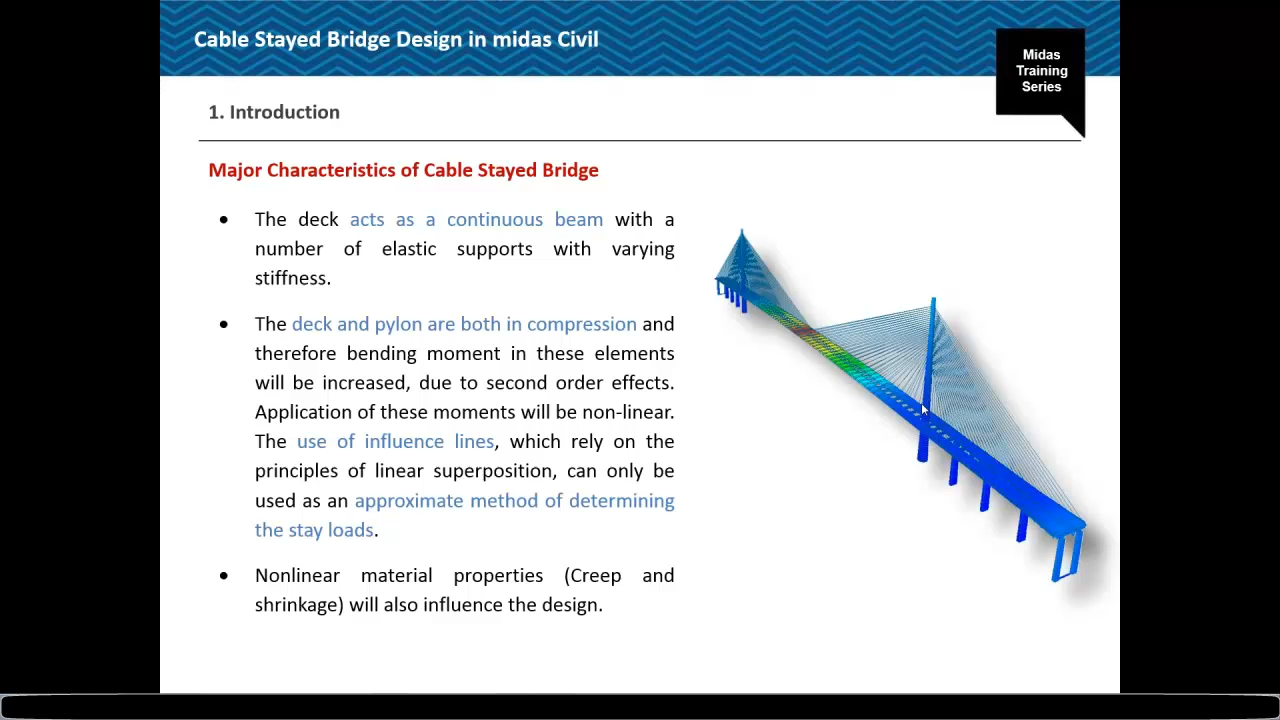 Cable Stayed Bridge Design in midas Civil
Midas
Training
Series
1. Introduction
Major Characteristics of Cable Stayed Bridge
• The deck acts as a continuous beam with a
number of elastic supports with varying
stiffness.
• The deck and pylon are both in compression and
therefore bending moment in these elements
will be increased, due to second order effects.
Application of these moments will be non-linear.
The use of influence lines, which rely on the
principles of linear superposition, can only be
used as an approximate method of determining
the stay loads.
• Nonlinear material properties (Creep and
shrinkage) will also influence the design.